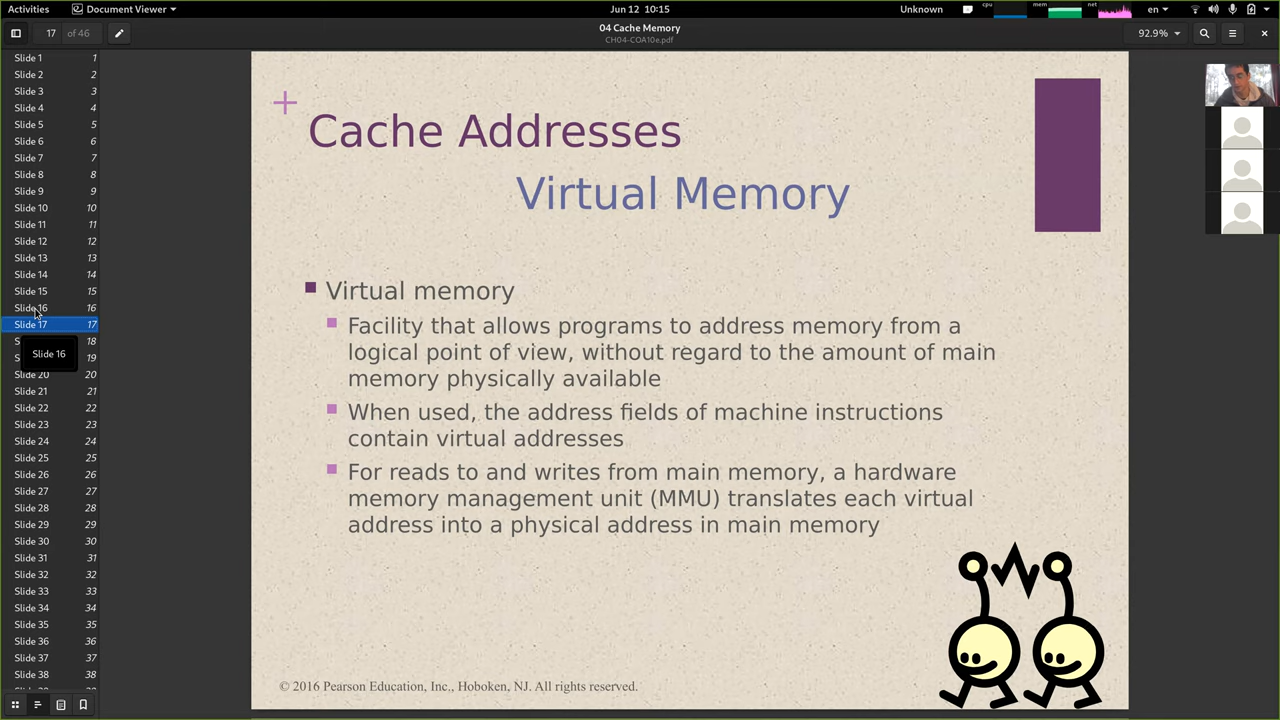 Activities
Document Viewer
Jun 12 10:15
Unknown
cpu
mem
net
en
17 of 46
04 Cache Memory
CH04-COA10e.pdf
92.9%
Slide 1 1
Slide 2 2
Slide 3 3
Slide 4 4
Slide 5 5
Slide 6 6
Slide 7 7
Slide 8 8
Slide 9 9
Slide 10 10
Slide 11 11
Slide 12 12
Slide 13 13
Slide 14 14
Slide 15 15
Slide 16 16
Slide 17 17
S 18
Slide 16
S 19
Slide 20 20
Slide 21 21
Slide 22 22
Slide 23 23
Slide 24 24
Slide 25 25
Slide 26 26
Slide 27 27
Slide 28 28
Slide 29 29
Slide 30 30
Slide 31 31
Slide 32 32
Slide 33 33
Slide 34 34
Slide 35 35
Slide 36 36
Slide 37 37
Slide 38 38
+
Cache Addresses
Virtual Memory
Virtual memory
Facility that allows programs to address memory from a
logical point of view, without regard to the amount of main
memory physically available
When used, the address fields of machine instructions
contain virtual addresses
For reads to and writes from main memory, a hardware
memory management unit (MMU) translates each virtual
address into a physical address in main memory
© 2016 Pearson Education, Inc., Hoboken, NJ. All rights reserved.